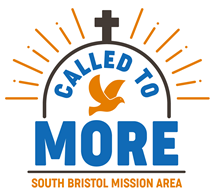 CALLED TO
MORE
SOUTH BRISTOL MISSION AREA